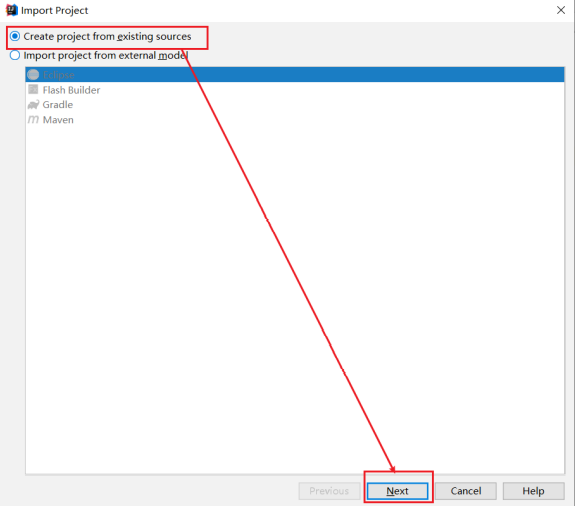 Import Project
Create project from existing sources
Import project from external model
Eclipse
Flash Builder
Gradle
Maven
Previous
Next
Cancel
Help